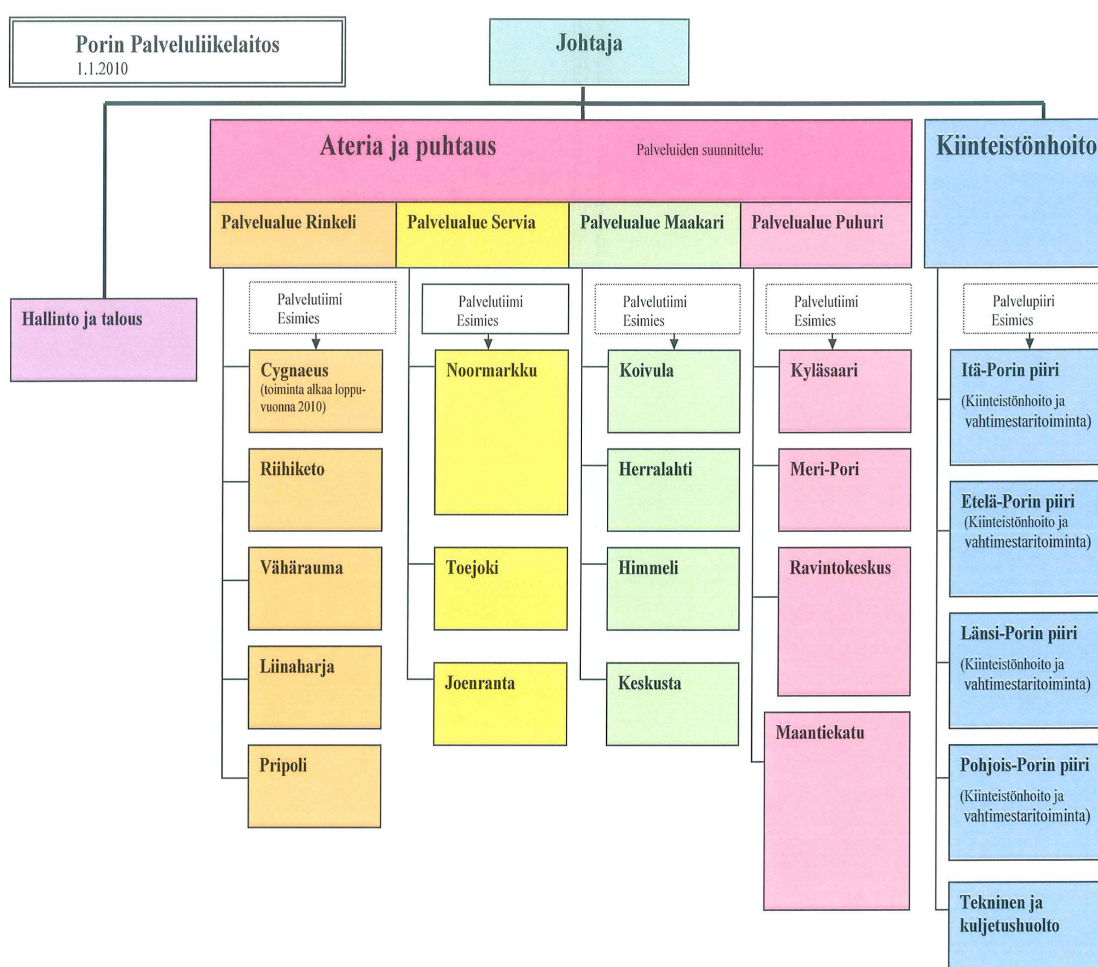 Porin Palveluliikelaitos
1.1.2010
Johtaja
Ateria ja puhtaus
Palveluiden suunnittelu:
Kiinteistönhoito
Palvelualue Rinkeli
Palvelualue Servia
Palvelualue Maakari
Palvelualue Puhuri
Hallinto ja talous
Palvelutiimi
Esimies
Cygnaeus
(toiminta alkaa loppu-
vuonna 2010)
Riihiketo
Vähärauma
Liinaharja
Pripoli
Palvelutiimi
Esimies
Noormarkku
Toejoki
Joenranta
Palvelutiimi
Esimies
Koivula
Herralahti
Himmeli
Keskusta
Palvelutiimi
Esimies
Kyläsaari
Meri-Pori
Ravintokeskus
Maantiekatu
Palvelupiiri
Esimies
Itä-Porin piiri
(Kiinteistönhoito ja
vahtimestaritoiminta)
Etelä-Porin piiri
(Kiinteistönhoito ja
vahtimestaritoiminta)
Länsi-Porin piiri
(Kiinteistönhoito ja
vahtimestaritoiminta)
Pohjois-Porin piiri
(Kiinteistönhoito ja
vahtimestaritoiminta)
Tekninen ja
kuljetushuolto